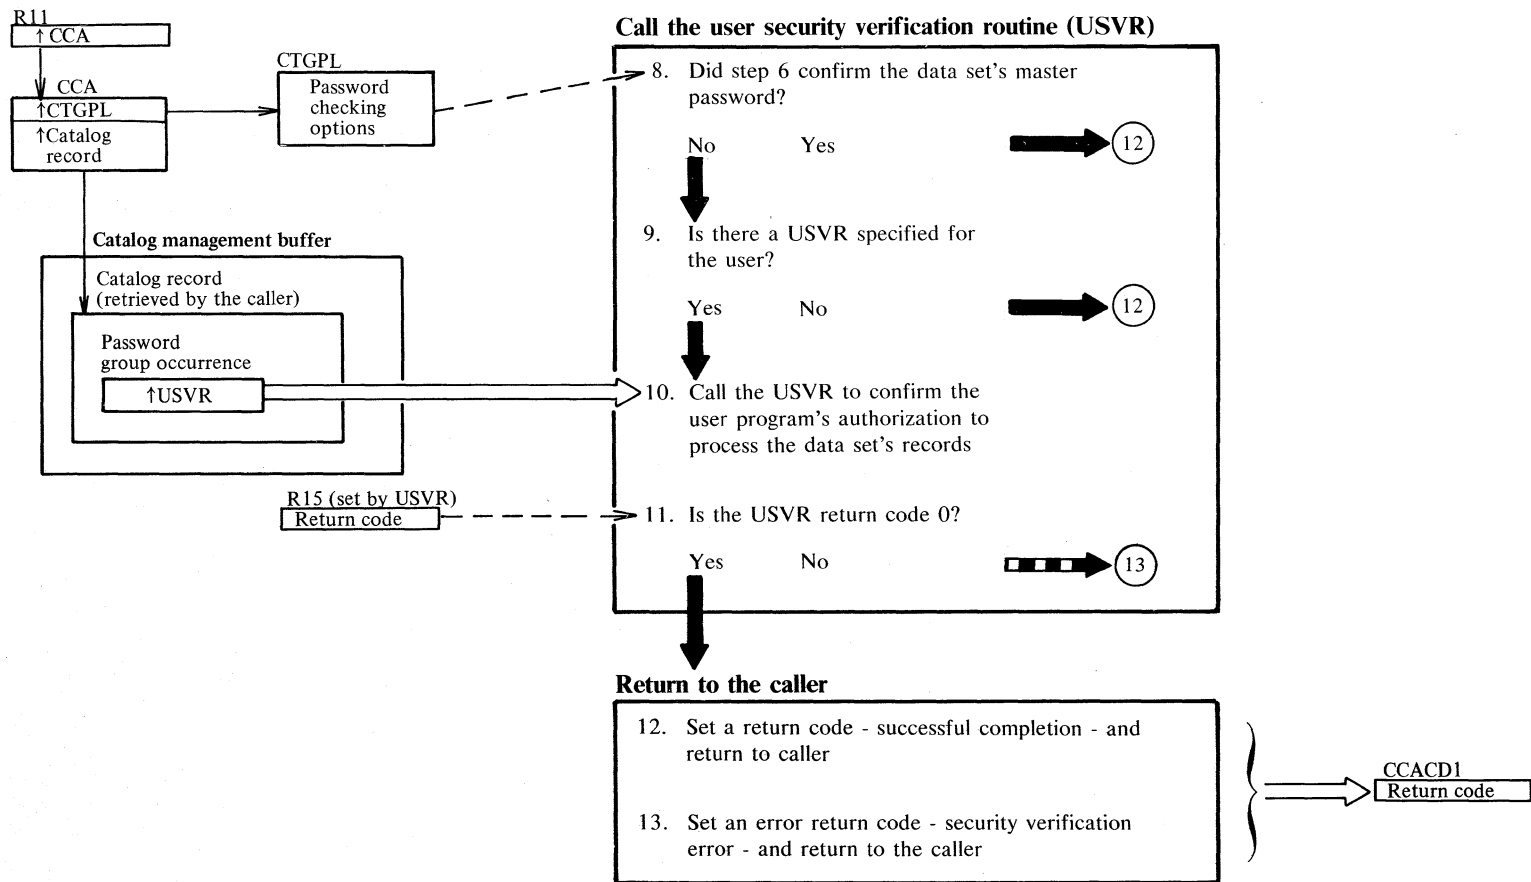 R11
↑CCA
CCA
↑CTGPL
↑Catalog
record
CTGPL
Password
checking
options
Catalog management buffer
Catalog record
(retrieved by the caller)
Password
group occurrence
↑USVR
R15 (set by USVR)
Return code
Call the user security verification routine (USVR)
8. Did step 6 confirm the data set's master
password?
No Yes 12
9. Is there a USVR specified for
the user?
Yes No 12
10. Call the USVR to confirm the
user program's authorization to
process the data set's records
11. Is the USVR return code 0?
Yes No 13
Return to the caller
12. Set a return code - successful completion - and
return to caller
13. Set an error return code - security verification
error - and return to the caller
CCACD1
Return code